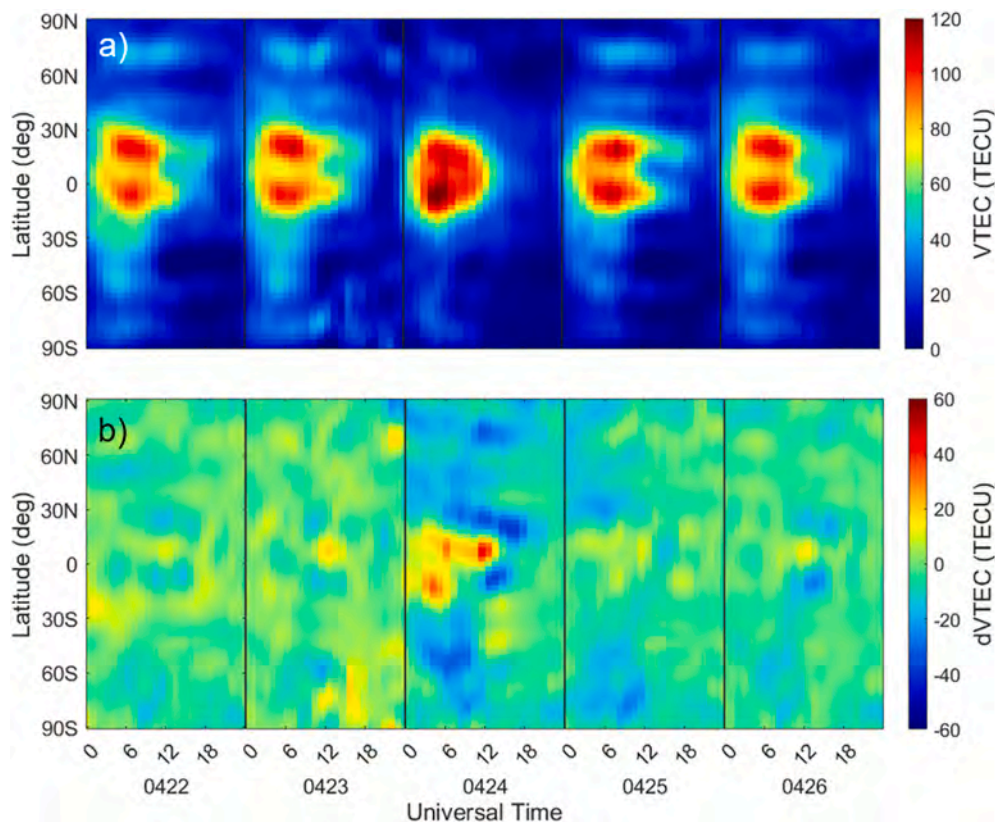 a)
90N
60N
30N
0
30S
60S
90S
Latitude (deg)
120
100
80
60
40
20
0
VTEC (TECU)
b)
90N
60N
30N
0
30S
60S
90S
Latitude (deg)
60
40
20
0
-20
-40
-60
dVTEC (TECU)
0 6 12 18 0 6 12 18 0 6 12 18 0 6 12 18 0 6 12 18
0422 0423 0424 0425 0426
Universal Time